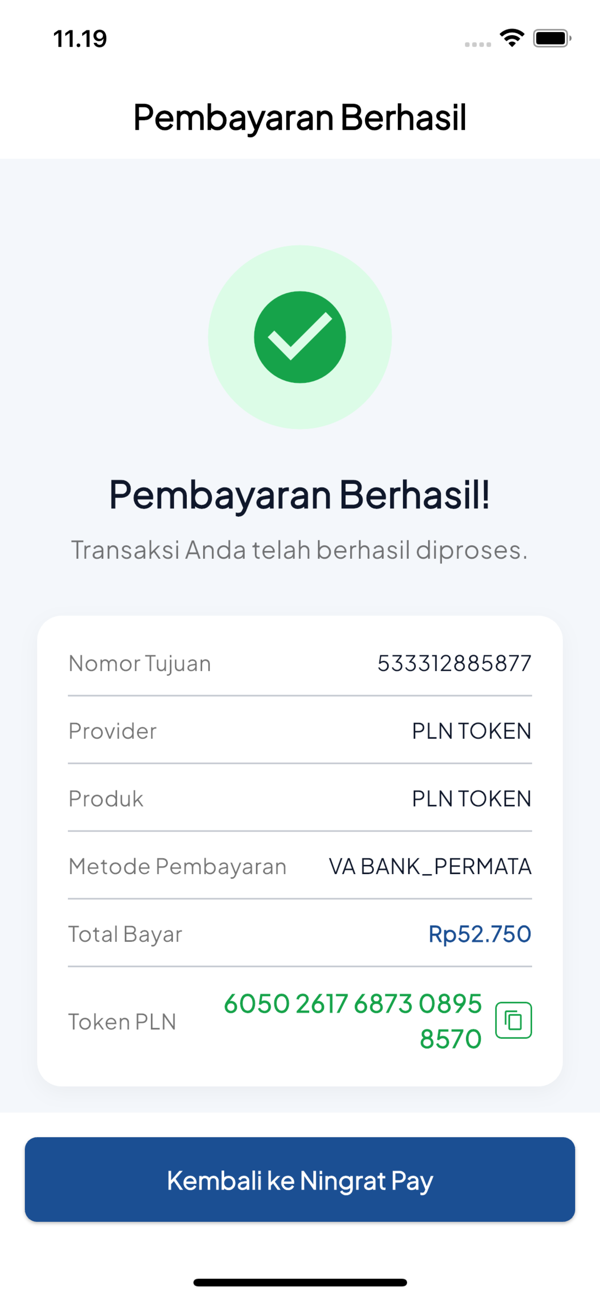 11.19
Pembayaran Berhasil
Pembayaran Berhasil!
Transaksi Anda telah berhasil diproses.
Nomor Tujuan 533312885877
Provider PLN TOKEN
Produk PLN TOKEN
Metode Pembayaran VA BANK_PERMATA
Total Bayar Rp52.750
Token PLN 6050 2617 6873 0895
8570
Kembali ke Ningrat Pay